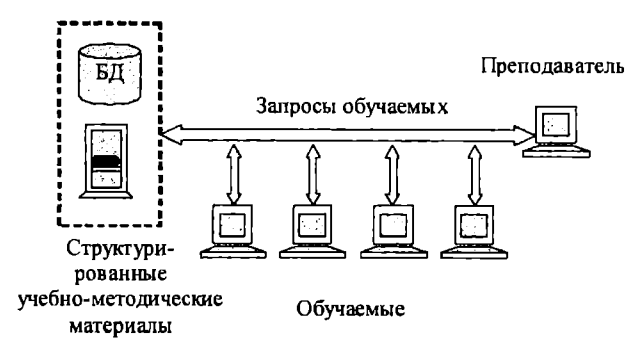 БД
Преподаватель
Запросы обучаемых
Структури-
рованные
учебно-методические
материалы
Обучаемые